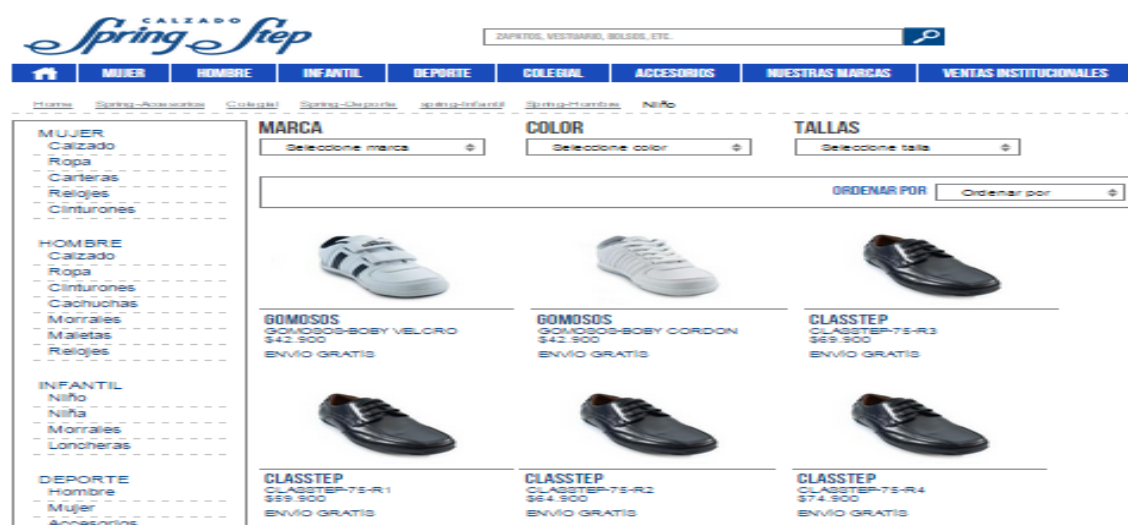 CALZADO
Spring Step
ZAPATOS, VESTUARIO, BOLSOS, ETC.
MUJER HOMBRE INFANTIL DEPORTE COLEGIAL ACCESORIOS NUESTRAS MARCAS VENTAS INSTITUCIONALES
Home Spring-Accesorios Colegial Spring-Deporte spring-Infantil Spring-Hombre Niño
MUJER
Calzado
Ropa
Carteras
Relojes
Cinturones
HOMBRE
Calzado
Ropa
Cinturones
Cachuchas
Morrales
Maletas
Relojes
INFANTIL
Niño
Niña
Morrales
Loncheras
DEPORTE
Hombre
Mujer
Accesorios
MARCA COLOR TALLAS
Seleccione marca Seleccione color Seleccione talla
ORDENAR POR Ordenar por
GOMOSOS
GOMOSOS-BOBY VELCRO
$42.900
ENVÍO GRATIS
GOMOSOS
GOMOSOS-BOBY CORDON
$42.900
ENVÍO GRATIS
CLASSTEP
CLASSTEP-75-R3
$69.900
ENVÍO GRATIS
CLASSTEP
CLASSTEP-75-R1
$59.900
ENVÍO GRATIS
CLASSTEP
CLASSTEP-75-R2
$64.900
ENVÍO GRATIS
CLASSTEP
CLASSTEP-75-R4
$74.900
ENVÍO GRATIS